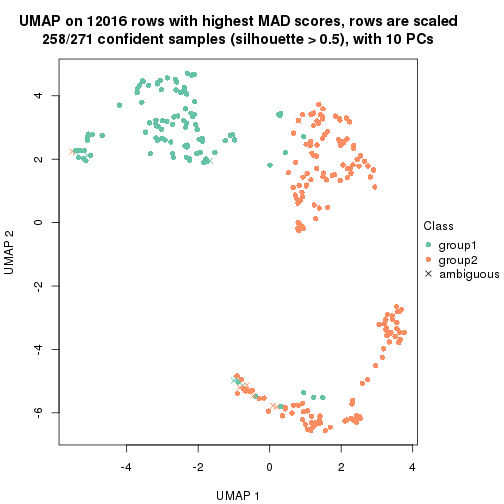 UMAP on 12016 rows with highest MAD scores, rows are scaled
258/271 confident samples (silhouette > 0.5), with 10 PCs
4
2
0
-2
-4
-6
UMAP 2
-4
-2
0
2
4
UMAP 1
Class
group1
group2
ambiguous